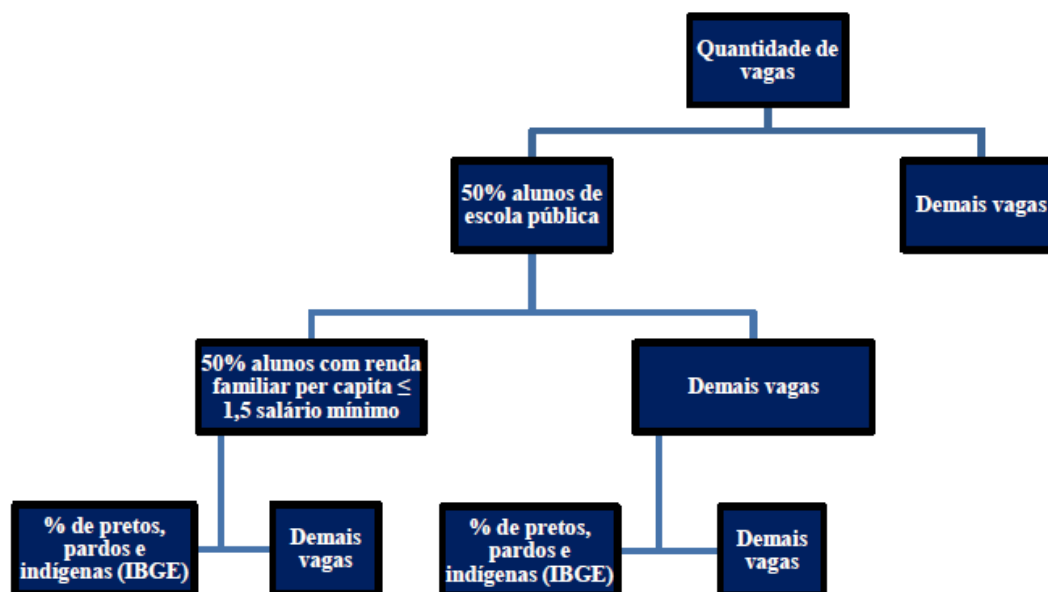 Quantidade de
vagas
50% alunos de
escola pública
Demais vagas
50% alunos com renda
familiar per capita ≤
1,5 salário mínimo
Demais vagas
% de pretos,
pardos e
indígenas (IBGE)
Demais
vagas
% de pretos,
pardos e
indígenas (IBGE)
Demais
vagas